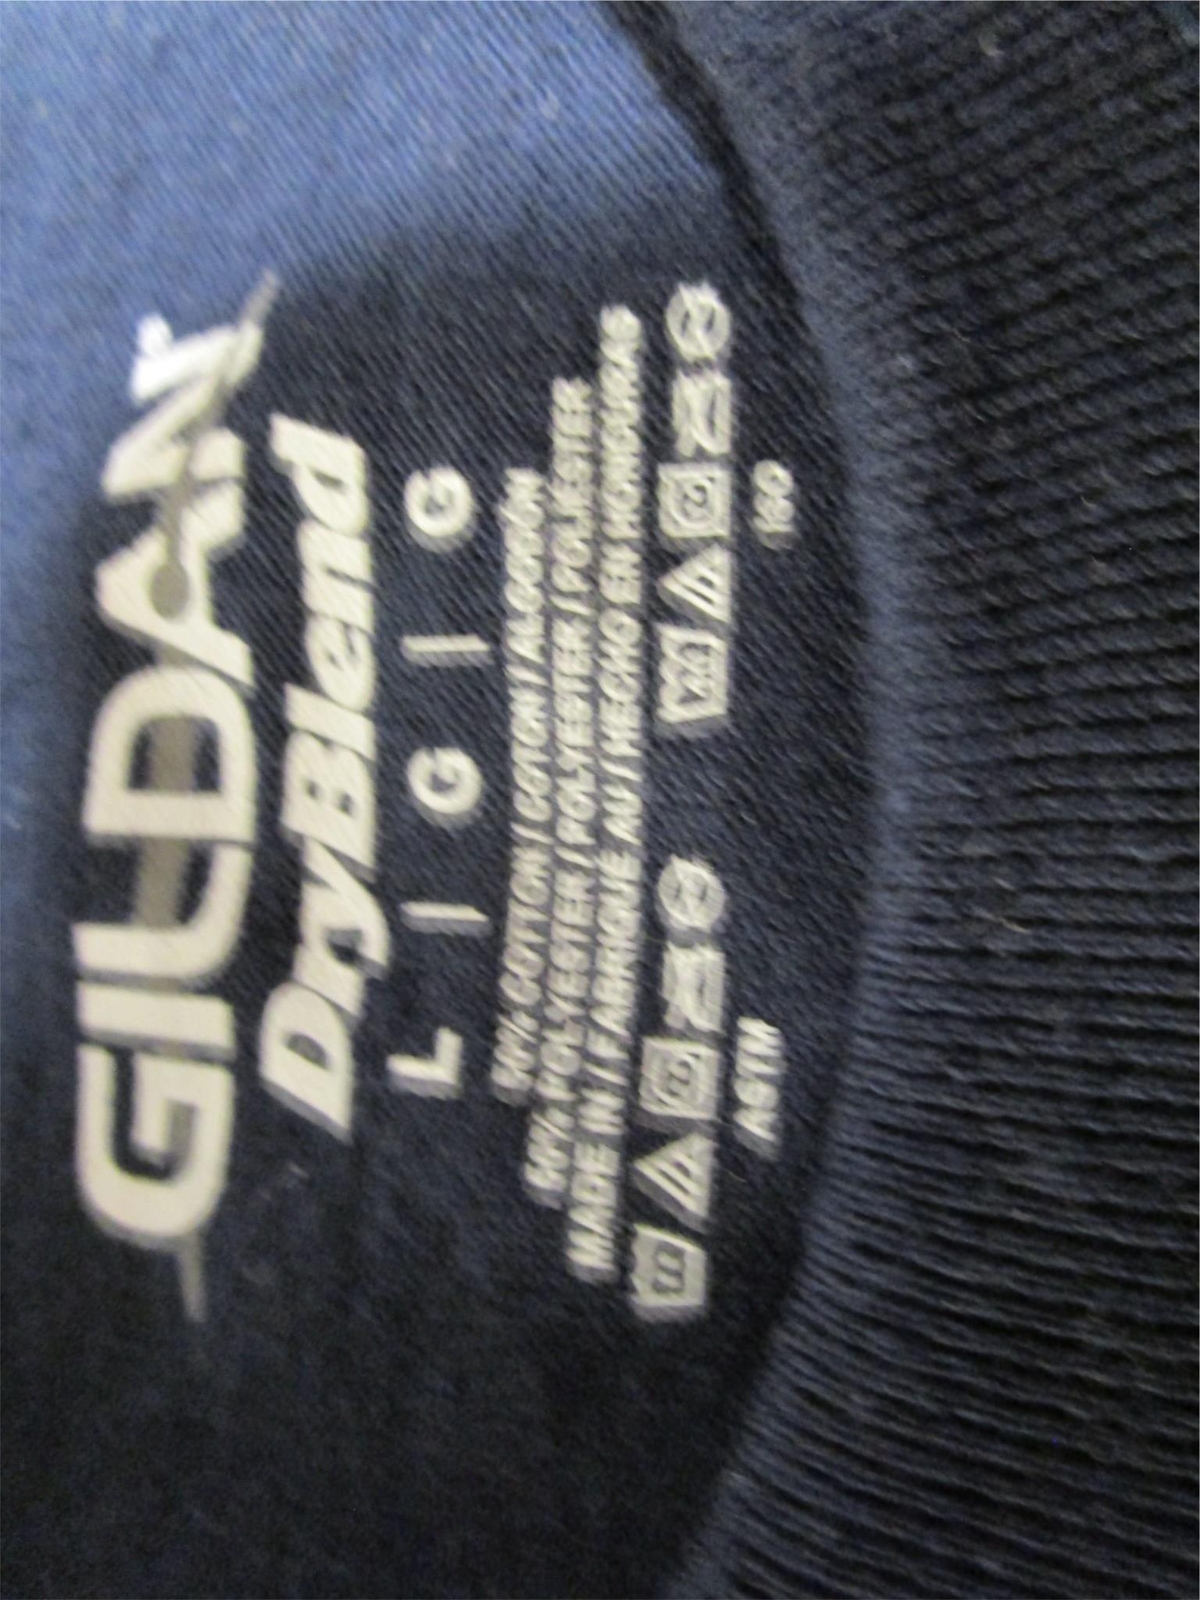 GILDAN®
DryBlend
L | G | G
50% COTTON / COTON / ALGODÓN
50% POLYESTER / POLYESTER / POLIÉSTER
MADE IN / FABRIQUÉ AU / HECHO EN HONDURAS
ASTM ISO